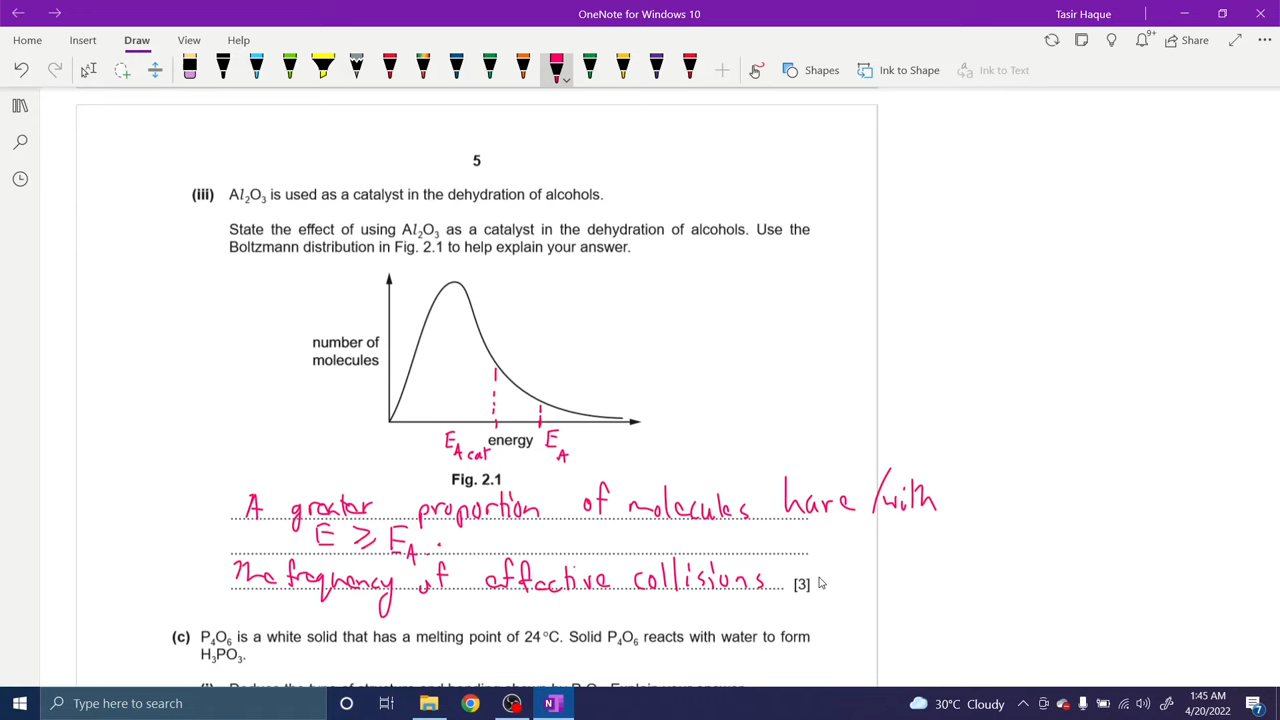 OneNote for Windows 10
Tasir Haque
Home Insert Draw View Help
9+
Share
Shapes
Ink to Shape
Ink to Text
5
(iii) Al₂O₃ is used as a catalyst in the dehydration of alcohols.
State the effect of using Al₂O₃ as a catalyst in the dehydration of alcohols. Use the
Boltzmann distribution in Fig. 2.1 to help explain your answer.
number of
molecules
E A cat energy E A
Fig. 2.1
A greater proportion of molecules have/with
E ⩾ E A .
The frequency of effective collisions [3]
(c) P₄O₆ is a white solid that has a melting point of 24 °C. Solid P₄O₆ reacts with water to form
H₃PO₃.
Type here to search
30°C Cloudy
1:45 AM
4/20/2022
7